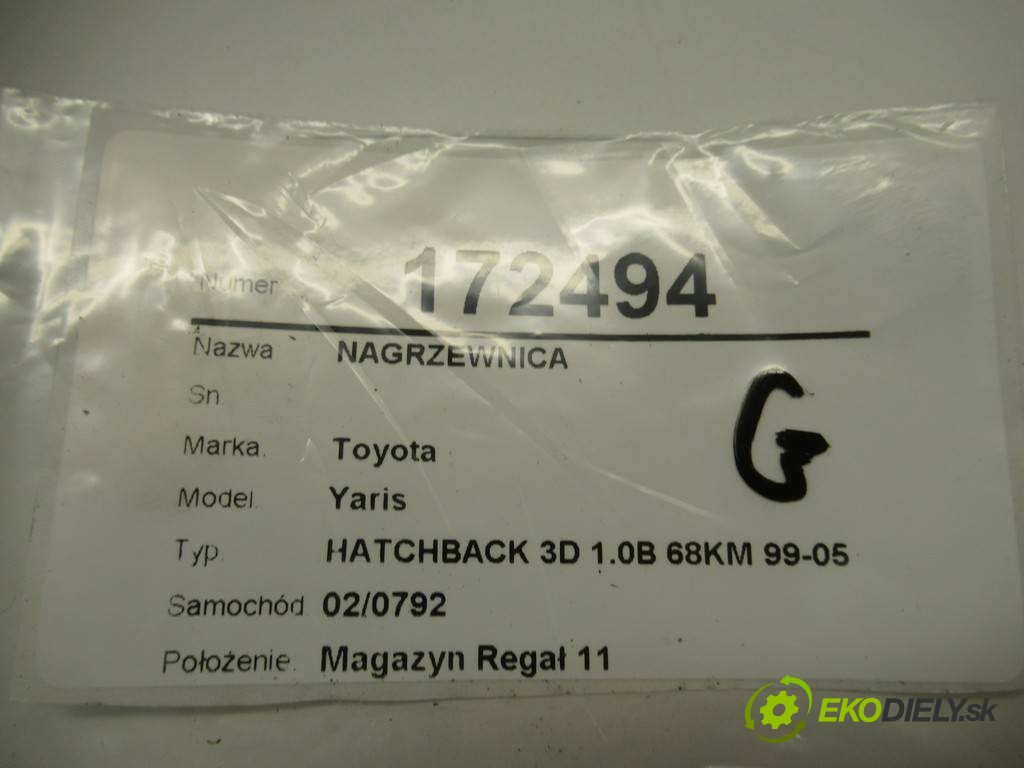 Numer 172494
Nazwa NAGRZEWNICA
Sn
Marka Toyota
G
Model Yaris
Typ HATCHBACK 3D 1.0B 68KM 99-05
Samochód 02/0792
Położenie Magazyn Regał 11
EKODIELY.sk